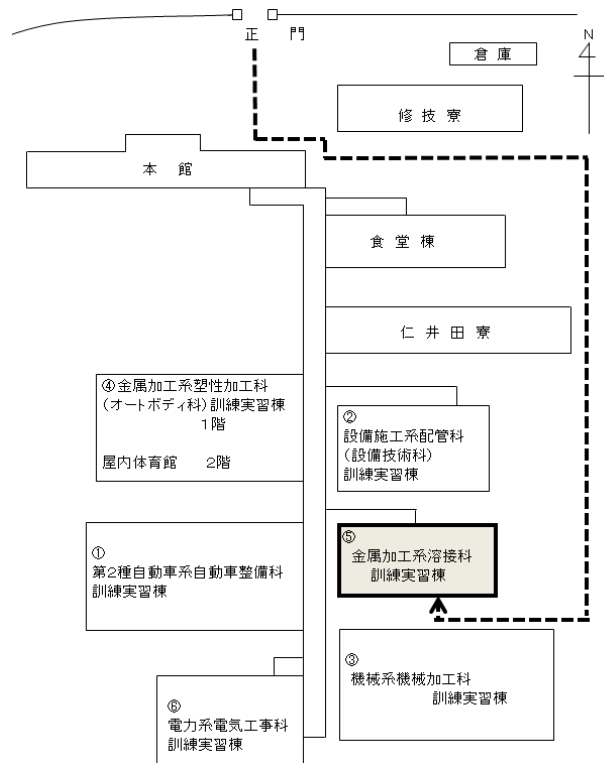 正 門
N
倉 庫
修 技 寮
本 館
食 堂 棟
仁 井 田 寮
④金属加工系塑性加工科
(オートボディ科)訓練実習棟
1階
屋内体育館 2階
②
設備施工系配管科
(設備技術科)
訓練実習棟
⑤
金属加工系溶接科
訓練実習棟
①
第2種自動車系自動車整備科
訓練実習棟
③
機械系機械加工科
訓練実習棟
⑥
電力系電気工事科
訓練実習棟